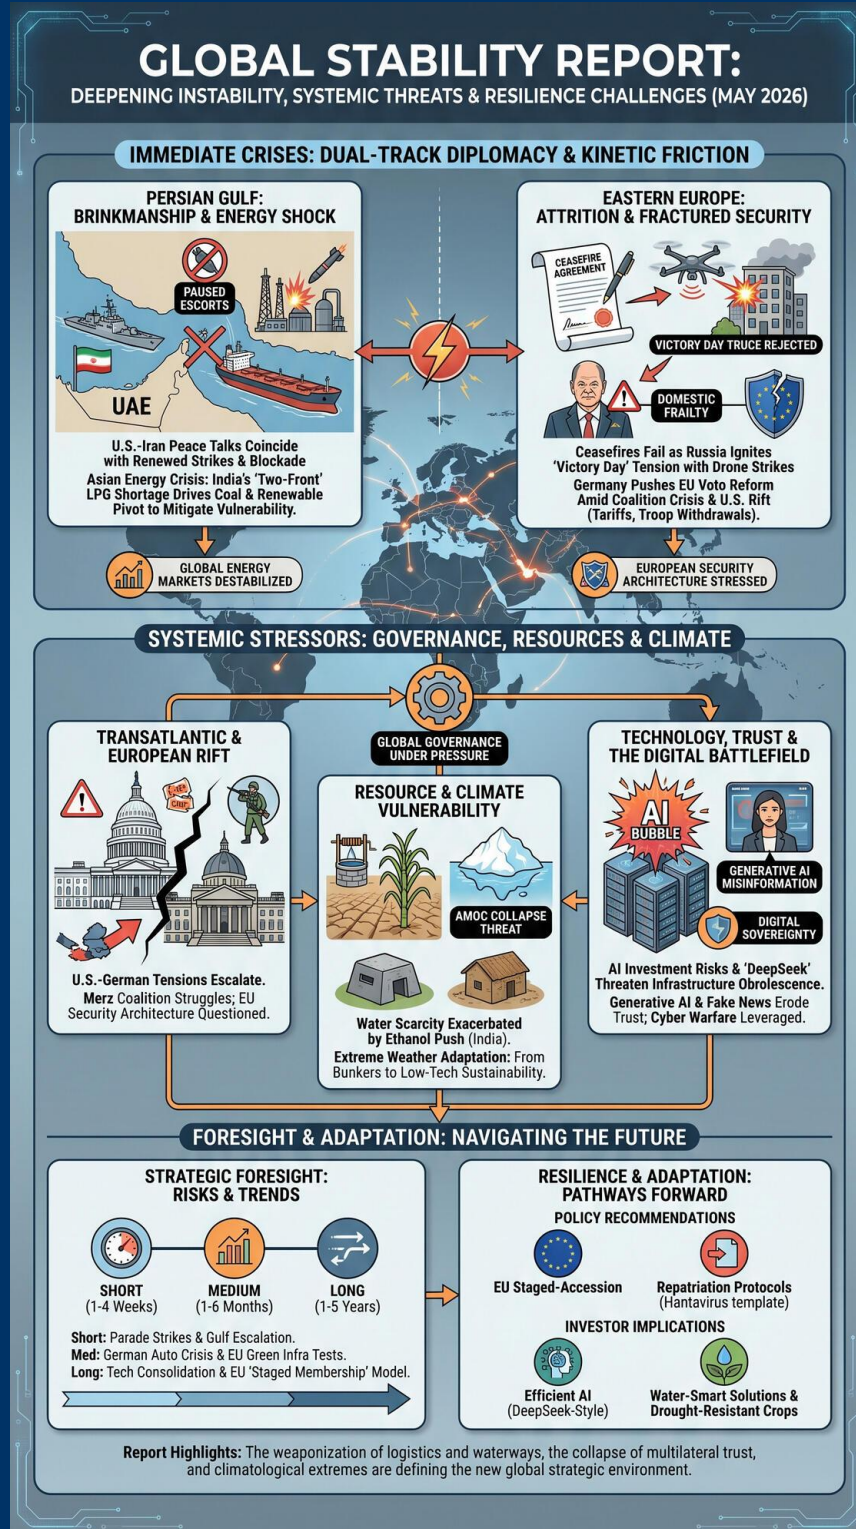 GLOBAL STABILITY REPORT:
DEEPENING INSTABILITY, SYSTEMIC THREATS & RESILIENCE CHALLENGES (MAY 2026)
IMMEDIATE CRISES: DUAL-TRACK DIPLOMACY & KINETIC FRICTION
PERSIAN GULF:
BRINKMANSHIP & ENERGY SHOCK
PAUSED
ESCORTS
UAE
U.S.-Iran Peace Talks Coincide
with Renewed Strikes & Blockade
Asian Energy Crisis: India's 'Two-Front'
LPG Shortage Drives Coal & Renewable
Pivot to Mitigate Vulnerability.
GLOBAL ENERGY
MARKETS DESTABILIZED
EASTERN EUROPE:
ATTRITION & FRACTURED SECURITY
CEASEFIRE
AGREEMENT
VICTORY DAY TRUCE REJECTED
DOMESTIC
FRAILTY
Ceasefires Fail as Russia Ignites
'Victory Day' Tension with Drone Strikes
Germany Pushes EU Voto Reform
Amid Coalition Crisis & U.S. Rift
(Tariffs, Troop Withdrawals).
EUROPEAN SECURITY
ARCHITECTURE STRESSED
SYSTEMIC STRESSORS: GOVERNANCE, RESOURCES & CLIMATE
GLOBAL GOVERNANCE
UNDER PRESSURE
TRANSATLANTIC &
EUROPEAN RIFT
U.S.-German Tensions Escalate.
Merz Coalition Struggles; EU
Security Architecture Questioned.
RESOURCE & CLIMATE
VULNERABILITY
AMOC COLLAPSE
THREAT
Water Scarcity Exacerbated
by Ethanol Push (India).
Extreme Weather Adaptation: From
Bunkers to Low-Tech Sustainability.
TECHNOLOGY, TRUST &
THE DIGITAL BATTLEFIELD
AI
BUBBLE
GENERATIVE AI
MISINFORMATION
DIGITAL
SOVEREIGNTY
AI Investment Risks & 'DeepSeek'
Threaten Infrastructure Obrolescence.
Generative AI & Fake News Erode
Trust; Cyber Warfare Leveraged.
FORESIGHT & ADAPTATION: NAVIGATING THE FUTURE
STRATEGIC FORESIGHT:
RISKS & TRENDS
SHORT
(1-4 Weeks)
MEDIUM
(1-6 Months)
LONG
(1-5 Years)
Short: Parade Strikes & Gulf Escalation.
Med: German Auto Crisis & EU Green Infra Tests.
Long: Tech Consolidation & EU 'Staged Membership' Model.
RESILIENCE & ADAPTATION:
PATHWAYS FORWARD
POLICY RECOMMENDATIONS
EU Staged-Accession
Repatriation Protocols
(Hantavirus template)
INVESTOR IMPLICATIONS
Efficient AI
(DeepSeek-Style)
Water-Smart Solutions &
Drought-Resistant Crops
Report Highlights: The weaponization of logistics and waterways, the collapse of multilateral trust,
and climatological extremes are defining the new global strategic environment.